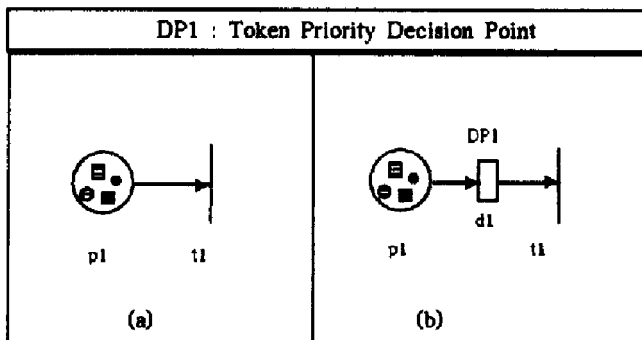 DP1 : Token Priority Decision Point
p1
t1
(a)
DP1
d1
p1
t1
(b)